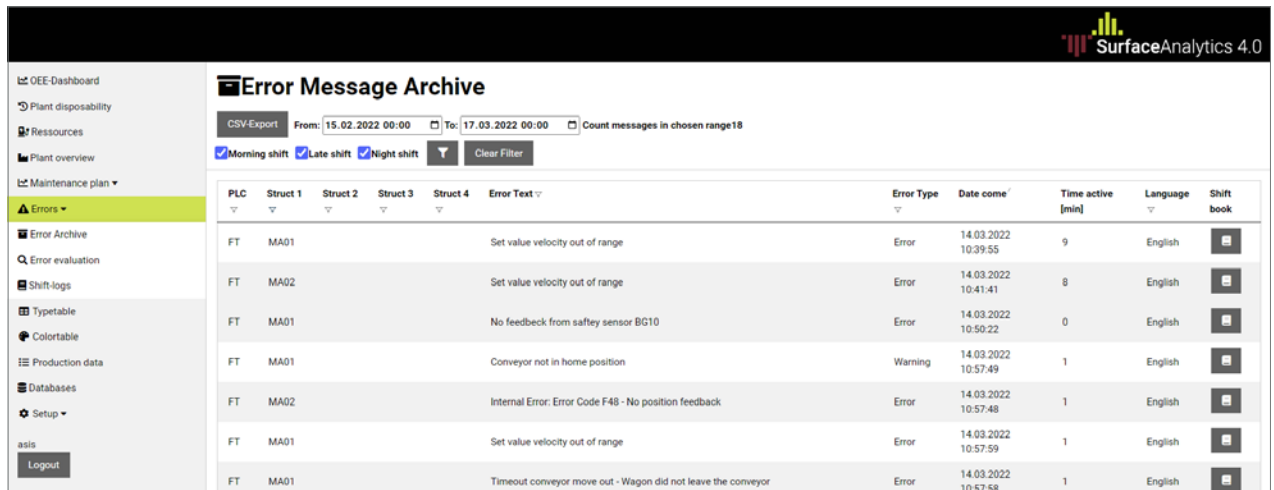 SurfaceAnalytics 4.0
OEE-Dashboard
Plant disposability
Ressources
Plant overview
Maintenance plan
Errors
Error Archive
Error evaluation
Shift-logs
Typetable
Colortable
Production data
Databases
Setup
asis
Logout
Error Message Archive
CSV-Export From: 15.02.2022 00:00 To: 17.03.2022 00:00 Count messages in chosen range18
Morning shift Late shift Night shift Clear Filter
PLC Struct 1 Struct 2 Struct 3 Struct 4 Error Text Error Type Date come Time active [min] Language Shift book
FT MA01 Set value velocity out of range Error 14.03.2022 10:39:55 9 English
FT MA02 Set value velocity out of range Error 14.03.2022 10:41:41 8 English
FT MA01 No feedbeck from saftey sensor BG10 Error 14.03.2022 10:50:22 0 English
FT MA01 Conveyor not in home position Warning 14.03.2022 10:57:49 1 English
FT MA02 Internal Error: Error Code F48 - No position feedback Error 14.03.2022 10:57:48 1 English
FT MA01 Set value velocity out of range Error 14.03.2022 10:57:59 1 English
FT MA01 Timeout conveyor move out - Wagon did not leave the conveyor Error 14.03.2022 10:57:58 1 English